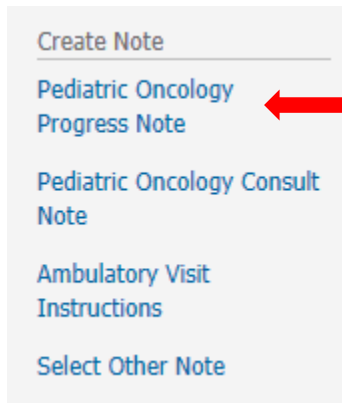 Create Note
Pediatric Oncology
Progress Note
Pediatric Oncology Consult
Note
Ambulatory Visit
Instructions
Select Other Note